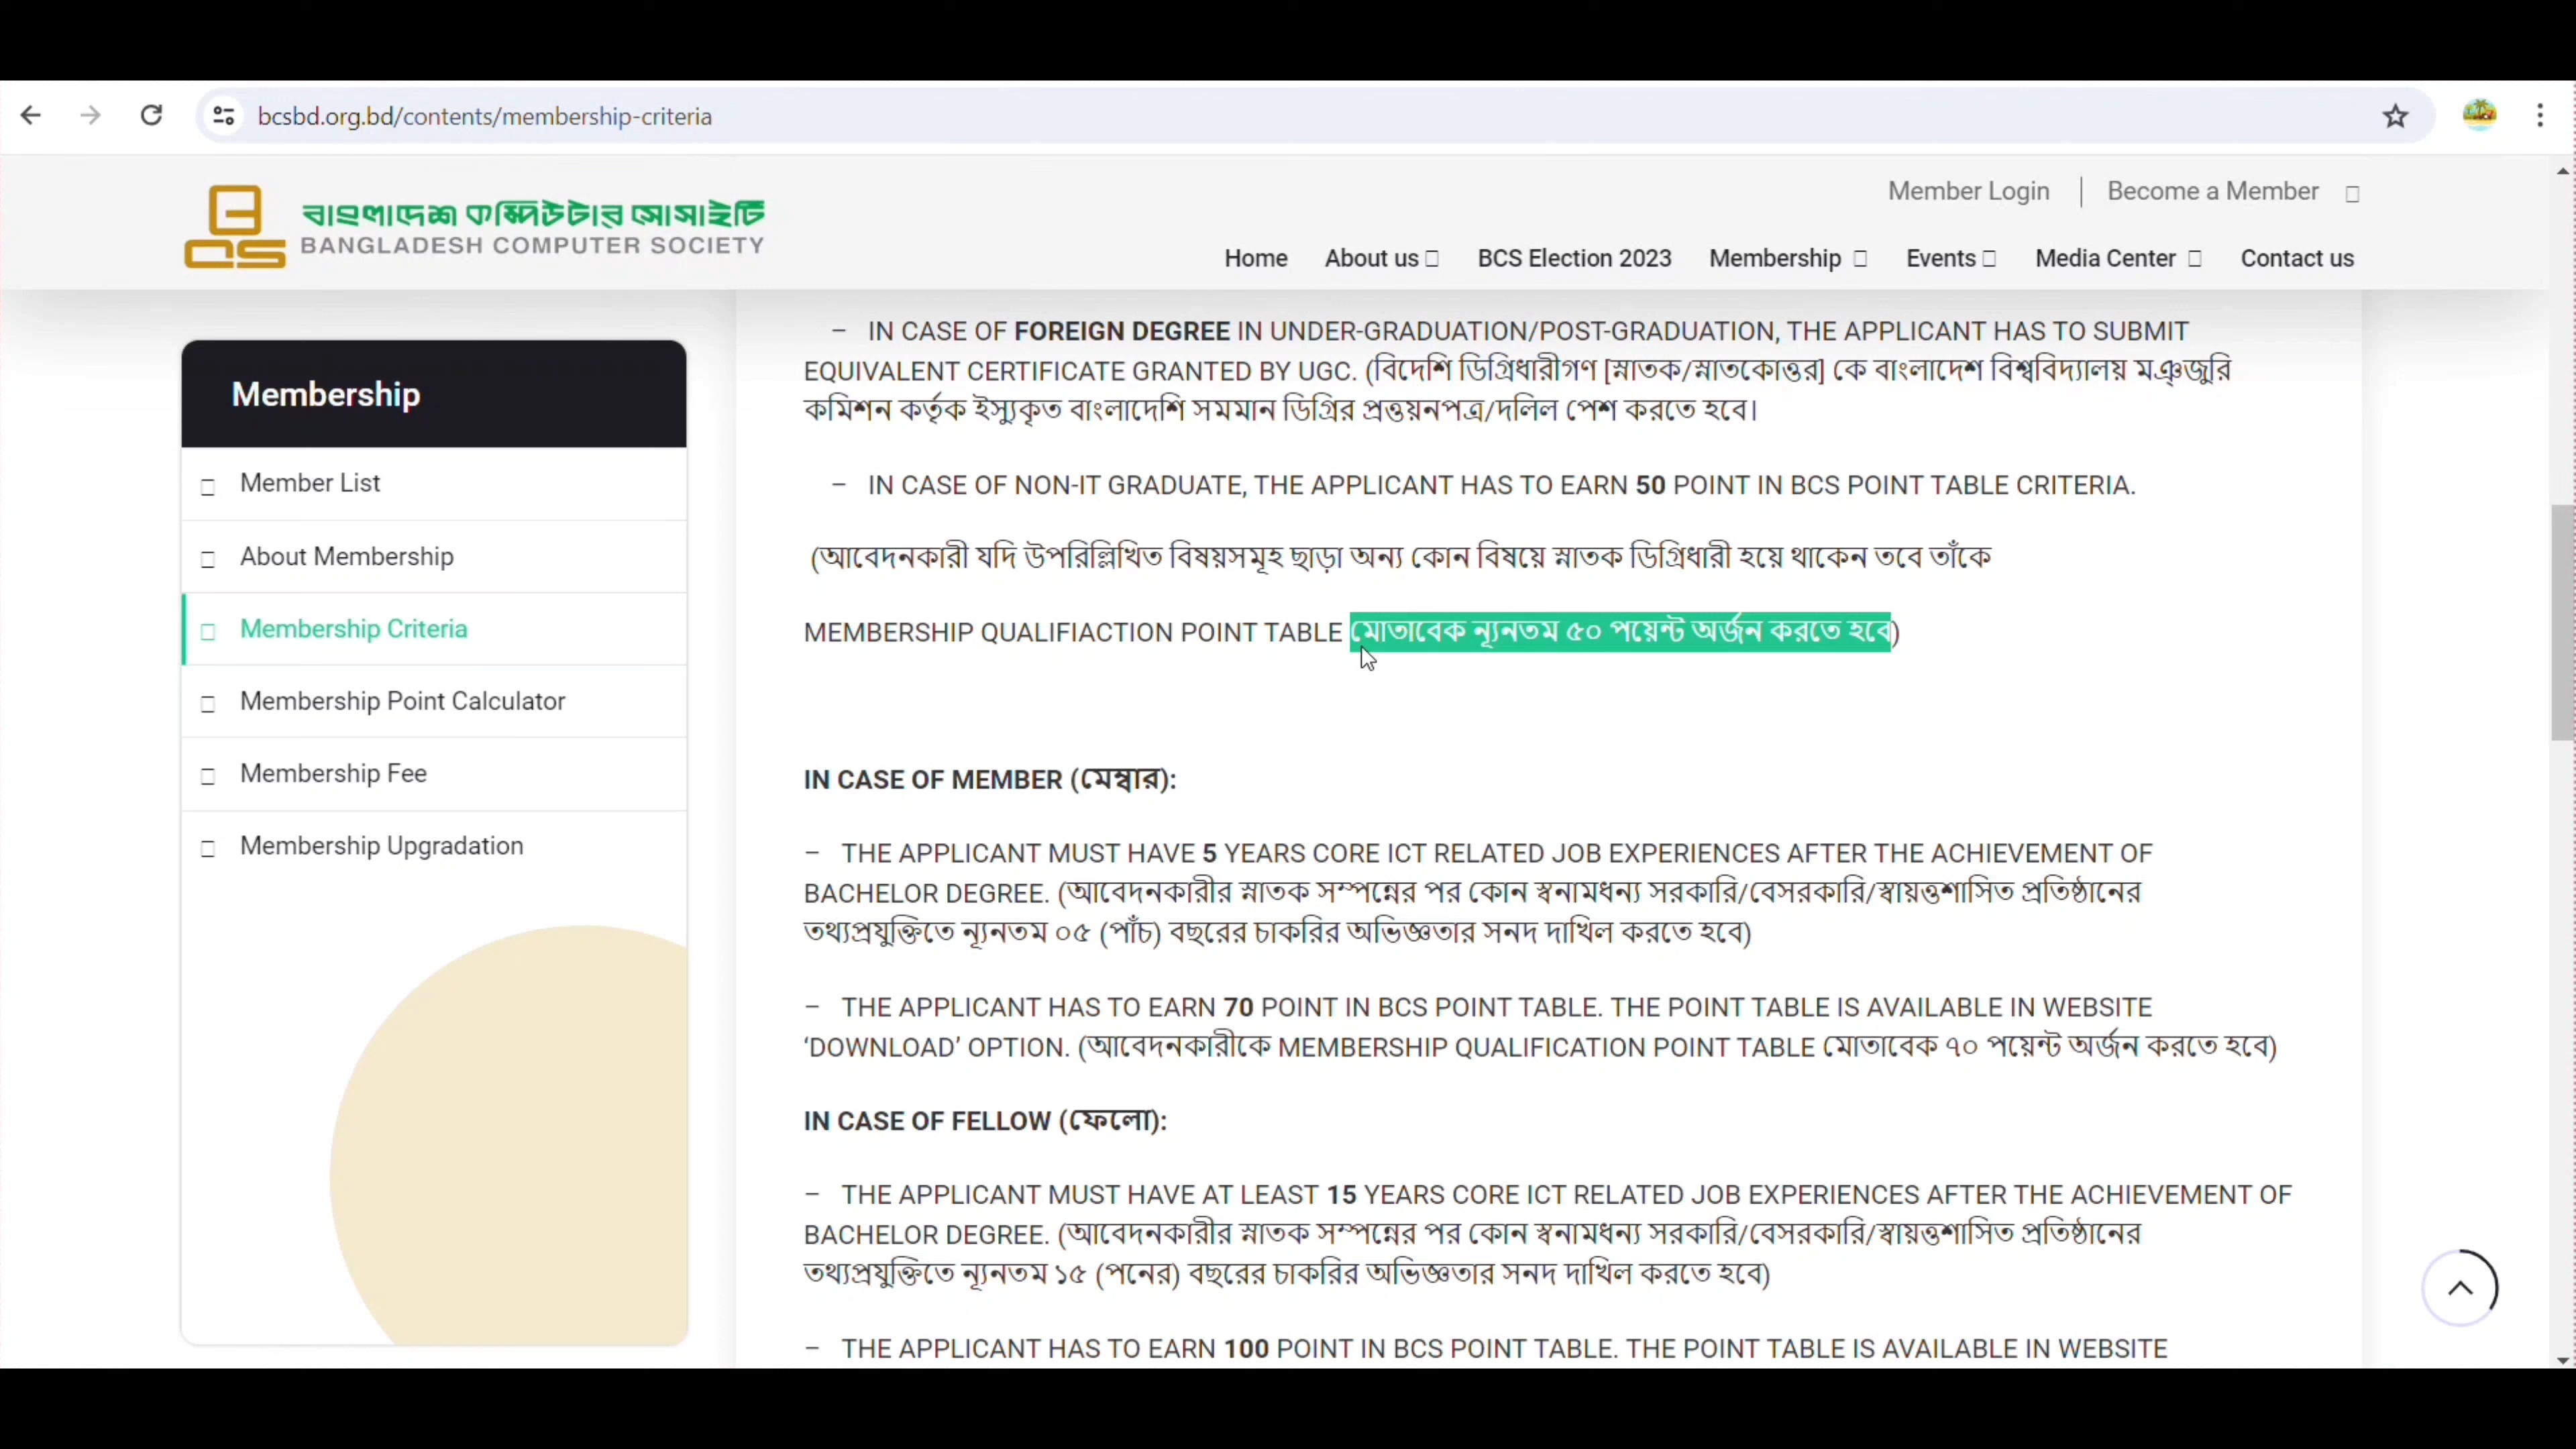 bcsbd.org.bd/contents/membership-criteria
বাংলাদেশ কম্পিউটার সোসাইটি
BANGLADESH COMPUTER SOCIETY
Member Login | Become a Member
Home About us BCS Election 2023 Membership Events Media Center Contact us
Membership
Member List
About Membership
Membership Criteria
Membership Point Calculator
Membership Fee
Membership Upgradation
– IN CASE OF FOREIGN DEGREE IN UNDER-GRADUATION/POST-GRADUATION, THE APPLICANT HAS TO SUBMIT
EQUIVALENT CERTIFICATE GRANTED BY UGC. (বিদেশি ডিগ্রিধারীগণ [স্নাতক/স্নাতকোত্তর] কে বাংলাদেশ বিশ্ববিদ্যালয় মঞ্জুরি
কমিশন কর্তৃক ইস্যুকৃত বাংলাদেশি সমমান ডিগ্রির প্রত্তয়নপত্র/দলিল পেশ করতে হবে।
– IN CASE OF NON-IT GRADUATE, THE APPLICANT HAS TO EARN 50 POINT IN BCS POINT TABLE CRITERIA.
(আবেদনকারী যদি উপরিল্লিখিত বিষয়সমূহ ছাড়া অন্য কোন বিষয়ে স্নাতক ডিগ্রিধারী হয়ে থাকেন তবে তাঁকে
MEMBERSHIP QUALIFIACTION POINT TABLE মোতাবেক ন্যূনতম ৫০ পয়েন্ট অর্জন করতে হবে)
IN CASE OF MEMBER (মেম্বার):
– THE APPLICANT MUST HAVE 5 YEARS CORE ICT RELATED JOB EXPERIENCES AFTER THE ACHIEVEMENT OF
BACHELOR DEGREE. (আবেদনকারীর স্নাতক সম্পন্নের পর কোন স্বনামধন্য সরকারি/বেসরকারি/স্বায়ত্তশাসিত প্রতিষ্ঠানের
তথ্যপ্রযুক্তিতে ন্যূনতম ০৫ (পাঁচ) বছরের চাকরির অভিজ্ঞতার সনদ দাখিল করতে হবে)
– THE APPLICANT HAS TO EARN 70 POINT IN BCS POINT TABLE. THE POINT TABLE IS AVAILABLE IN WEBSITE
‘DOWNLOAD’ OPTION. (আবেদনকারীকে MEMBERSHIP QUALIFICATION POINT TABLE মোতাবেক ৭০ পয়েন্ট অর্জন করতে হবে)
IN CASE OF FELLOW (ফেলো):
– THE APPLICANT MUST HAVE AT LEAST 15 YEARS CORE ICT RELATED JOB EXPERIENCES AFTER THE ACHIEVEMENT OF
BACHELOR DEGREE. (আবেদনকারীর স্নাতক সম্পন্নের পর কোন স্বনামধন্য সরকারি/বেসরকারি/স্বায়ত্তশাসিত প্রতিষ্ঠানের
তথ্যপ্রযুক্তিতে ন্যূনতম ১৫ (পনের) বছরের চাকরির অভিজ্ঞতার সনদ দাখিল করতে হবে)
– THE APPLICANT HAS TO EARN 100 POINT IN BCS POINT TABLE. THE POINT TABLE IS AVAILABLE IN WEBSITE